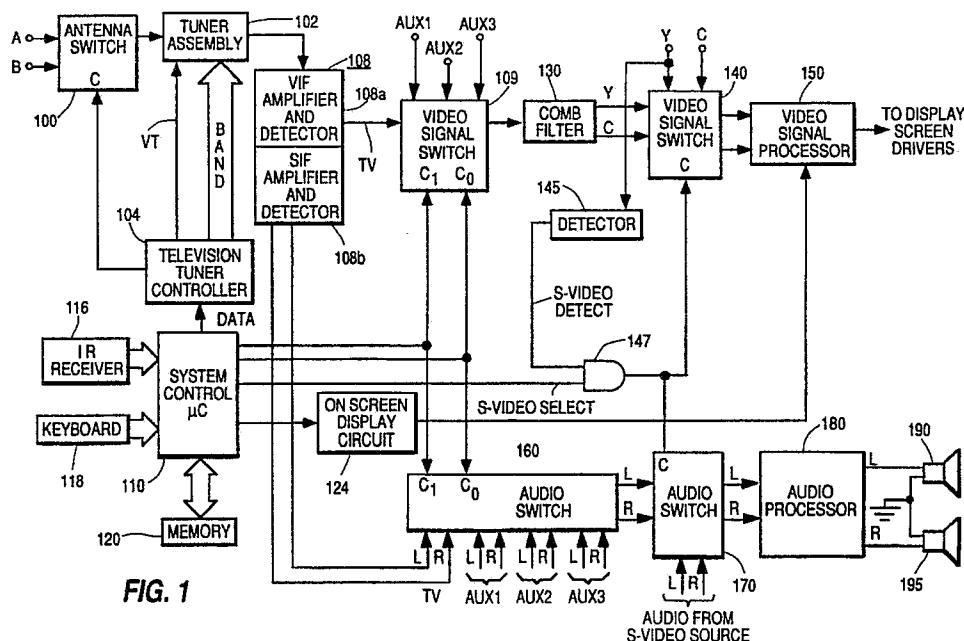 AUX1
AUX3
AUX2
A
B
ANTENNA
SWITCH
C
100
TUNER
ASSEMBLY
102
108
VIF
AMPLIFIER
AND
DETECTOR
108a
TV
SIF
AMPLIFIER
AND
DETECTOR
108b
109
VIDEO
SIGNAL
SWITCH
C1 C0
130
COMB
FILTER
Y
C
Y
C
140
VIDEO
SIGNAL
SWITCH
C
150
VIDEO
SIGNAL
PROCESSOR
TO DISPLAY
SCREEN
DRIVERS
VT
BAND
104
TELEVISION
TUNER
CONTROLLER
DATA
145
DETECTOR
S-VIDEO
DETECT
147
116
IR
RECEIVER
SYSTEM
CONTROL
μC
S-VIDEO SELECT
KEYBOARD
118
110
ON SCREEN
DISPLAY
CIRCUIT
124
120
MEMORY
160
C1 C0
AUDIO
SWITCH
L
R
L R
TV
L R
AUX1
L R
AUX2
L R
AUX3
C
AUDIO
SWITCH
170
L
R
L R
AUDIO FROM
S-VIDEO SOURCE
180
AUDIO
PROCESSOR
L
R
190
195
FIG. 1